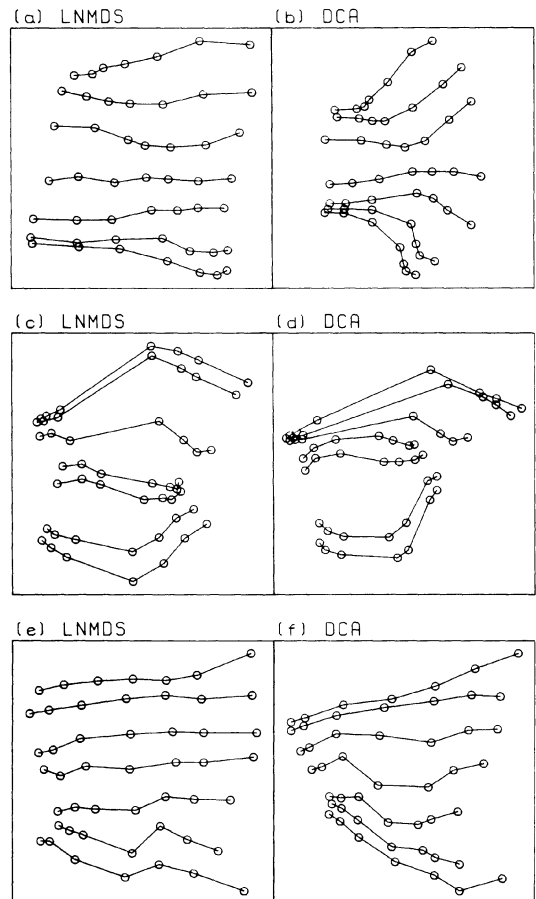 (a) LNMDS
(b) DCA
(c) LNMDS
(d) DCA
(e) LNMDS
(f) DCA